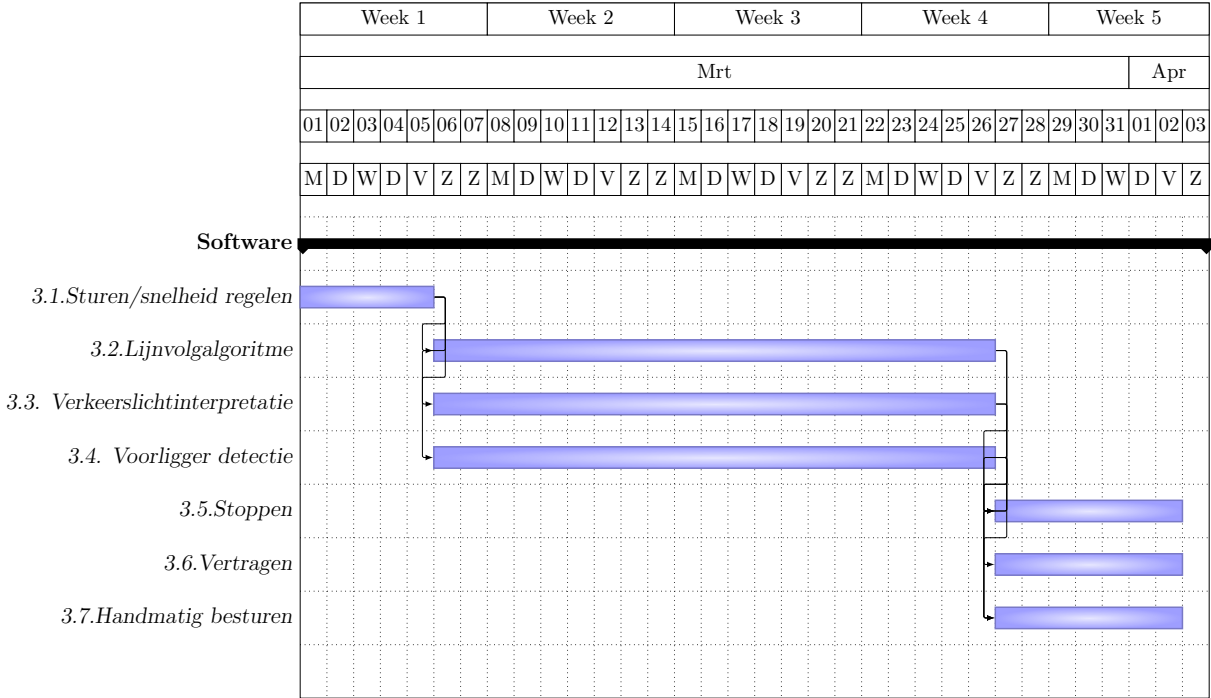 Week 1 Week 2 Week 3 Week 4 Week 5
Mrt Apr
01 02 03 04 05 06 07 08 09 10 11 12 13 14 15 16 17 18 19 20 21 22 23 24 25 26 27 28 29 30 31 01 02 03
M D W D V Z Z M D W D V Z Z M D W D V Z Z M D W D V Z Z M D W D V Z
Software
3.1.Sturen/snelheid regelen
3.2.Lijnvolgalgoritme
3.3. Verkeerslichtinterpretatie
3.4. Voorligger detectie
3.5.Stoppen
3.6.Vertragen
3.7.Handmatig besturen